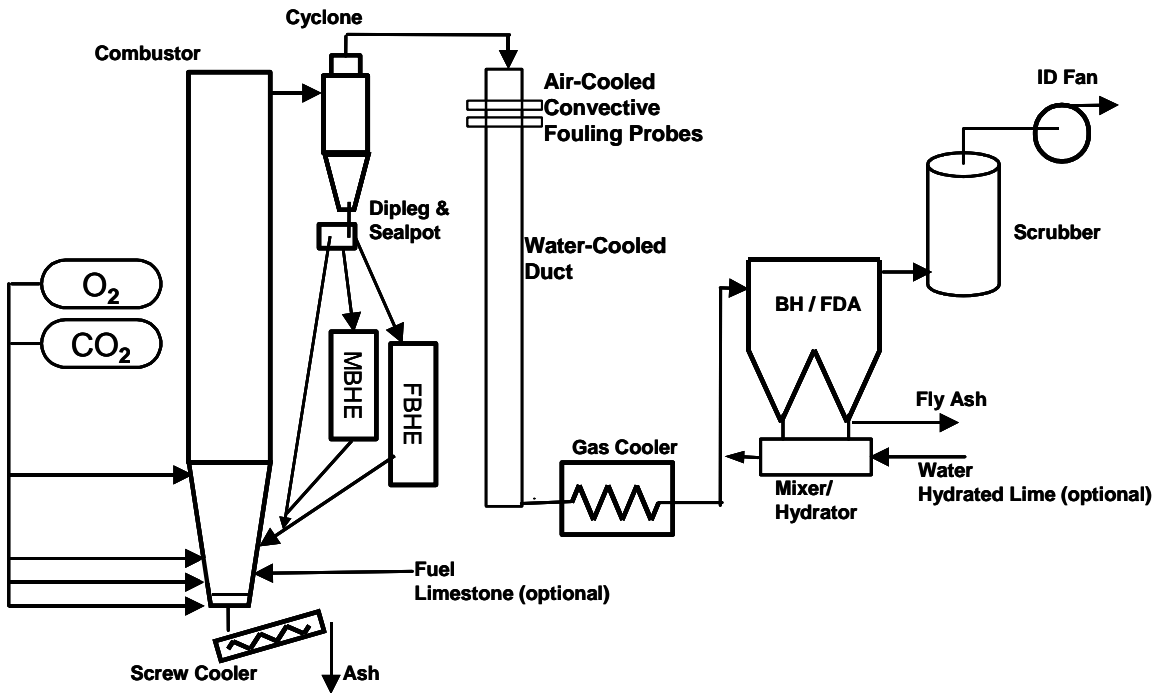 Cyclone
Combustor
Air-Cooled
Convective
Fouling Probes
ID Fan
Dipleg &
Sealpot
Water-Cooled
Duct
Scrubber
O2
CO2
BH / FDA
MBHE
FBHE
Fly Ash
Gas Cooler
Water
Hydrated Lime (optional)
Mixer/
Hydrator
Fuel
Limestone (optional)
Screw Cooler
Ash